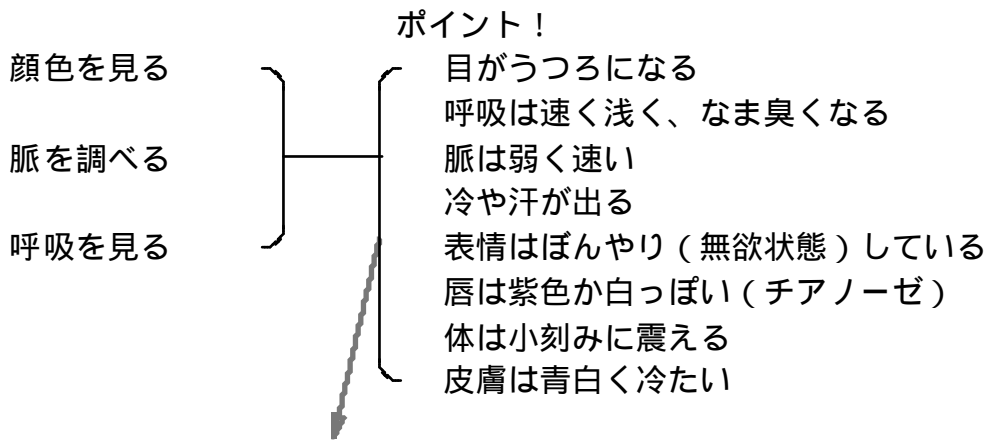 ポイント！
顔色を見る
脈を調べる
呼吸を見る
目がうつろになる
呼吸は速く浅く、なま臭くなる
脈は弱く速い
冷や汗が出る
表情はぼんやり（無欲状態）している
唇は紫色か白っぽい（チアノーゼ）
体は小刻みに震える
皮膚は青白く冷たい